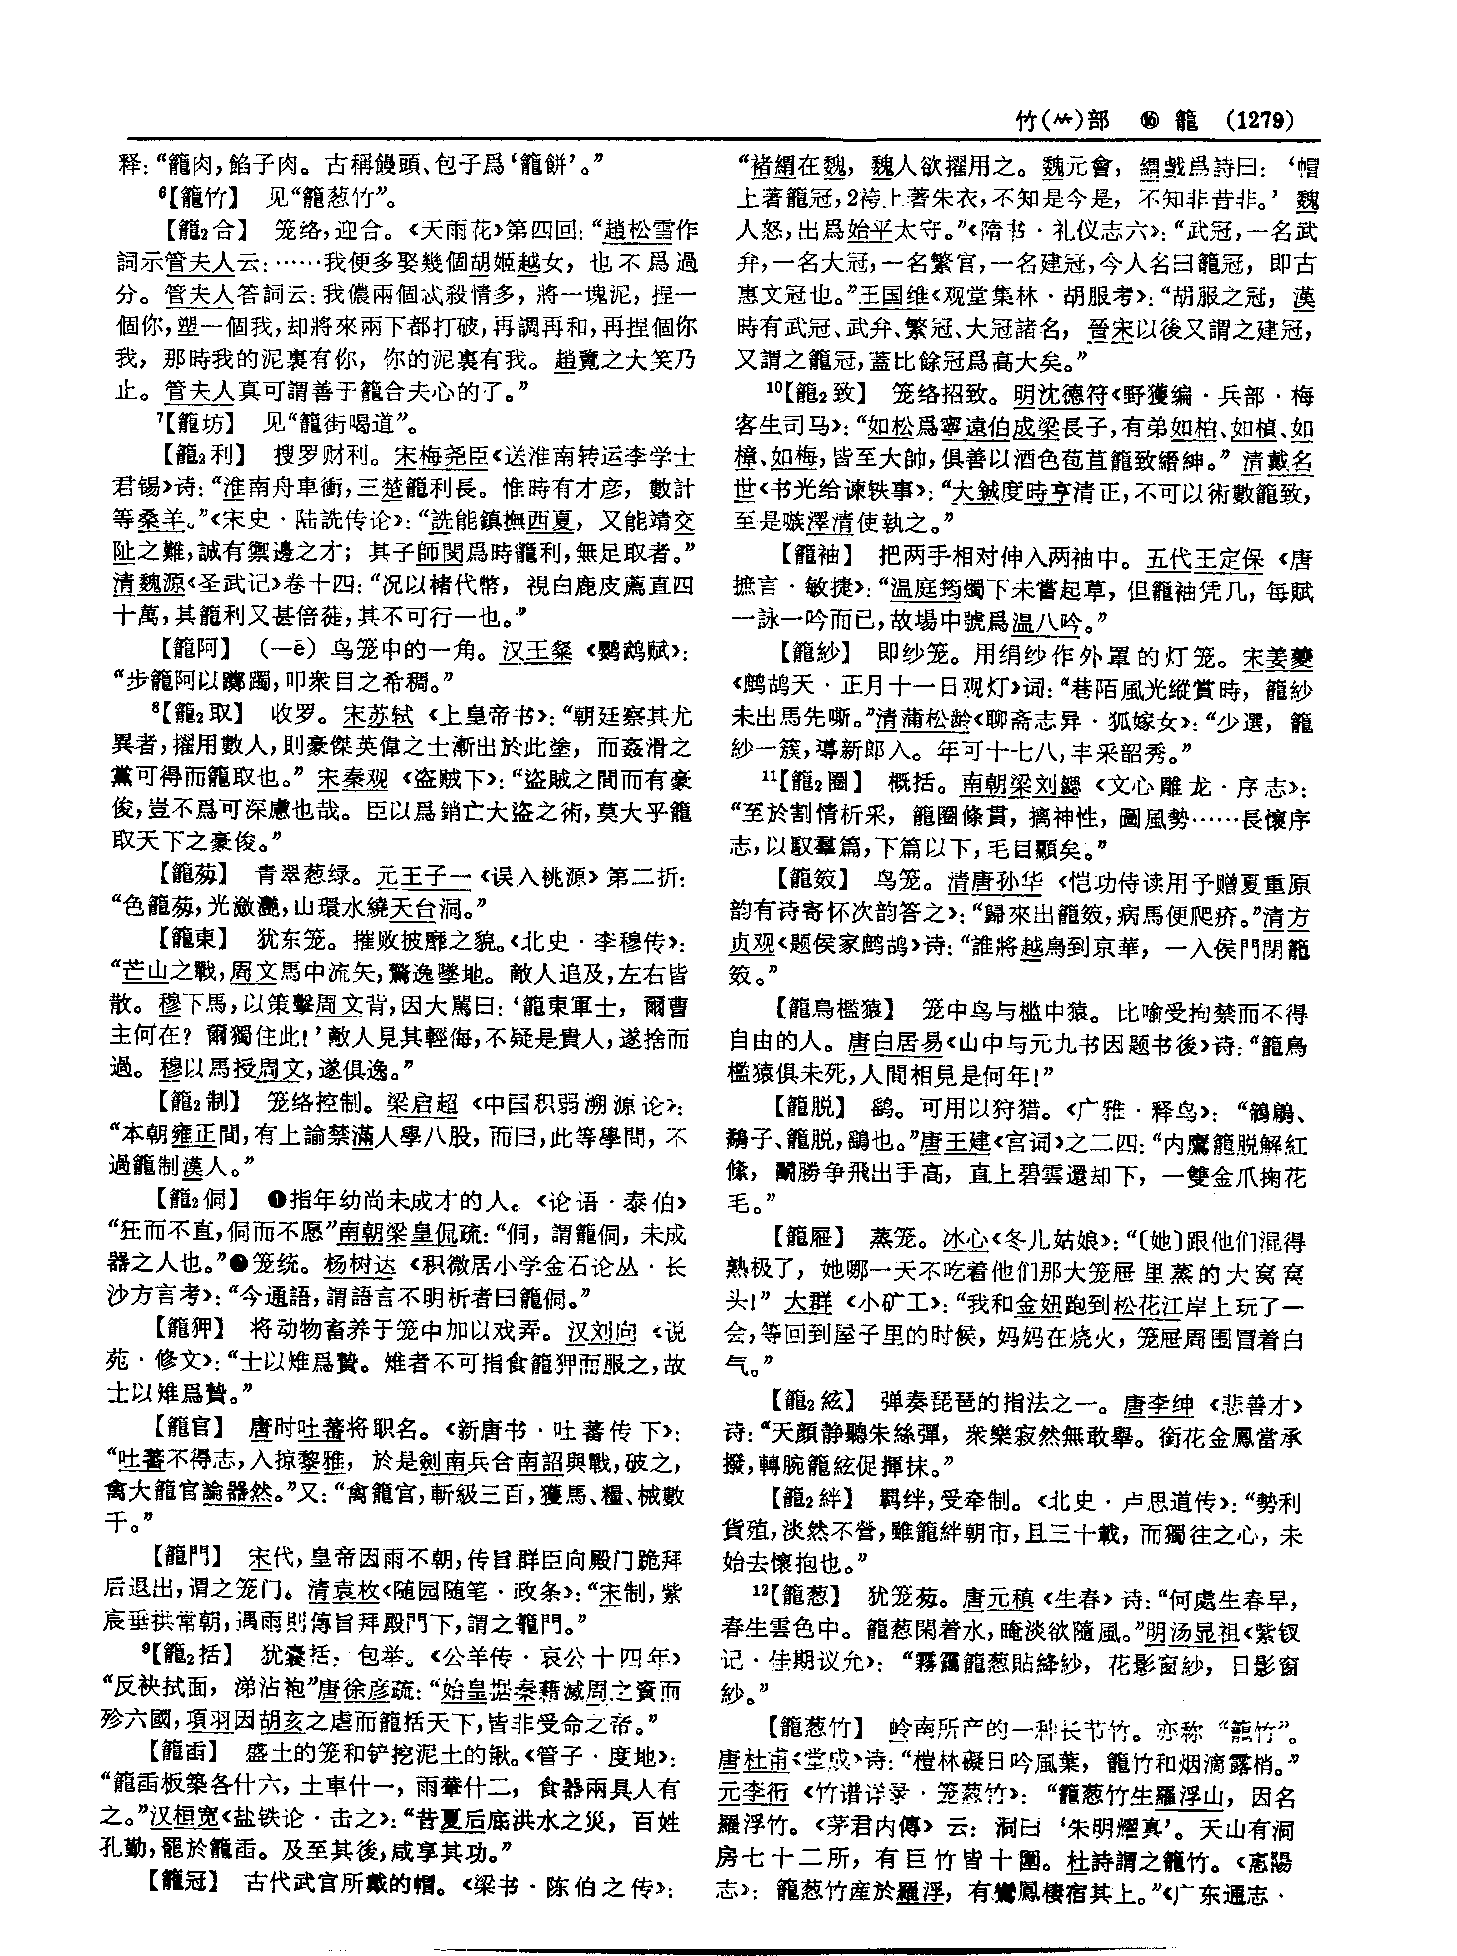 竹(⺮)部 ⑯ 籠 (1279)
释：“籠肉，餡子肉。古稱饅頭、包子爲‘籠餅’。”
⁶【籠竹】 见“籠葱竹”。
【籠₂合】 笼络，迎合。《天雨花》第四回：“趙松雪作
詞示管夫人云：……我便多娶幾個胡姬越女，也不爲過
分。管夫人答詞云：我儂兩個忒殺情多，將一塊泥，捏一
個你，塑一個我，却將來兩下都打破，再調再和，再捏個你
我，那時我的泥裏有你，你的泥裏有我。趙覽之大笑乃
止。管夫人真可謂善于籠合夫心的了。”
⁷【籠坊】 见“籠街喝道”。
【籠₂利】 搜罗财利。宋梅尧臣《送淮南转运李学士
君锡》诗：“淮南舟車衝，三楚籠利長。惟時有才彦，數計
等桑羊。”《宋史·陆詵传论》：“詵能鎮撫西夏，又能靖交
阯之難，誠有禦邊之才；其子師閔爲時籠利，無足取者。”
清魏源《圣武记》卷十四：“况以楮代幣，視白鹿皮薦直四
十萬，其籠利又甚倍蓰，其不可行一也。”
【籠阿】（—ē）鸟笼中的一角。汉王粲《鹦鹉赋》：
“步籠阿以躑躅，叩衆目之希稠。”
⁸【籠₂取】 收罗。宋苏轼《上皇帝书》：“朝廷察其尤
異者，擢用數人，則豪傑英偉之士漸出於此塗，而姦滑之
黨可得而籠取也。”宋秦观《盗贼下》：“盜賊之間而有豪
俊，豈不爲可深慮也哉。臣以爲銷亡大盜之術，莫大乎籠
取天下之豪俊。”
【籠茐】 青翠葱绿。元王子一《误入桃源》第二折：
“色籠茐，光瀲灧，山環水繞天台洞。”
【籠東】 犹东笼。摧败披靡之貌。《北史·李穆传》：
“芒山之戰，周文馬中流矢，驚逸墜地。敵人追及，左右皆
散。穆下馬，以策擊周文背，因大駡曰：‘籠東軍士，爾曹
主何在？爾獨住此！’敵人見其輕侮，不疑是貴人，遂捨而
過。穆以馬授周文，遂俱逸。”
【籠₂制】 笼络控制。梁启超《中国积弱溯源论》：
“本朝雍正間，有上諭禁滿人學八股，而曰，此等學問，不
過籠制漢人。”
【籠₂侗】 ❶指年幼尚未成才的人。《论语·泰伯》
“狂而不直，侗而不愿”南朝梁皇侃疏：“侗，謂籠侗，未成
器之人也。”❷笼统。杨树达《积微居小学金石论丛·长
沙方言考》：“今通語，謂語言不明析者曰籠侗。”
【籠狎】 将动物畜养于笼中加以戏弄。汉刘向《说
苑·修文》：“士以雉爲贄。雉者不可指食籠狎而服之，故
士以雉爲贄。”
【籠官】 唐时吐蕃将职名。《新唐书·吐蕃传下》：
“吐蕃不得志，入掠黎雅，於是劍南兵合南詔與戰，破之，
禽大籠官諭器然。”又：“禽籠官，斬級三百，獲馬、糧、械數
千。”
【籠門】 宋代，皇帝因雨不朝，传旨群臣向殿门跪拜
后退出，谓之笼门。清袁枚《随园随笔·政条》：“宋制，紫
宸垂拱常朝，遇雨則傳旨拜殿門下，謂之籠門。”
⁹【籠₂括】 犹囊括，包举。《公羊传·哀公十四年》
“反袂拭面，涕沾袍”唐徐彦疏：“始皇据秦藉減周之資而
殄六國，項羽因胡亥之虐而籠括天下，皆非受命之帝。”
【籠臿】 盛土的笼和铲挖泥土的锹。《管子·度地》：
“籠臿板築各什六，土車什一，雨輂什二，食器兩具人有
之。”汉桓宽《盐铁论·击之》：“昔夏后底洪水之災，百姓
孔勤，罷於籠臿。及至其後，咸享其功。”
【籠冠】 古代武官所戴的帽。《梁书·陈伯之传》：
“褚緭在魏，魏人欲擢用之。魏元會，緭戲爲詩曰：‘帽
上著籠冠，袴上著朱衣，不知是今是，不知非昔非。’魏
人怒，出爲始平太守。”《隋书·礼仪志六》：“武冠，一名武
弁，一名大冠，一名繁官，一名建冠，今人名曰籠冠，即古
惠文冠也。”王国维《观堂集林·胡服考》：“胡服之冠，漢
時有武冠、武弁、繁冠、大冠諸名，晉宋以後又謂之建冠，
又謂之籠冠，蓋比餘冠爲高大矣。”
¹⁰【籠₂致】 笼络招致。明沈德符《野獲编·兵部·梅
客生司马》：“如松爲寧遠伯成梁長子，有弟如柏、如楨、如
樟、如梅，皆至大帥，俱善以酒色苞苴籠致縉紳。”清戴名
世《书光给谏轶事》：“大鋮度時亨清正，不可以術數籠致，
至是嗾澤清使執之。”
【籠袖】 把两手相对伸入两袖中。五代王定保《唐
摭言·敏捷》：“温庭筠燭下未嘗起草，但籠袖凭几，每賦
一詠一吟而已，故場中號爲温八吟。”
【籠紗】 即纱笼。用绢纱作外罩的灯笼。宋姜夔
《鹧鸪天·正月十一日观灯》词：“巷陌風光縱賞時，籠紗
未出馬先嘶。”清蒲松龄《聊斋志异·狐嫁女》：“少選，籠
紗一簇，導新郎入。年可十七八，丰采韶秀。”
¹¹【籠₂圈】 概括。南朝梁刘勰《文心雕龙·序志》：
“至於割情析采，籠圈條貫，摛神性，圖風勢……長懷序
志，以馭羣篇，下篇以下，毛目顯矣。”
【籠笯】 鸟笼。清唐孙华《恺功侍读用予赠夏重原
韵有诗寄怀次韵答之》：“歸來出籠笯，病馬便爬疥。”清方
贞观《题侯家鹧鸪》诗：“誰將越鳥到京華，一入侯門閉籠
笯。”
【籠鳥檻猿】 笼中鸟与槛中猿。比喻受拘禁而不得
自由的人。唐白居易《山中与元九书因题书後》诗：“籠鳥
檻猿俱未死，人間相見是何年！”
【籠脱】 鹞。可用以狩猎。《广雅·释鸟》：“鷂鵰、
鷂子、籠脱，鷂也。”唐王建《宫词》之二四：“内鷹籠脱解紅
絛，鬭勝争飛出手高，直上碧雲還却下，一雙金爪掬花
毛。”
【籠屜】 蒸笼。冰心《冬儿姑娘》：“〔她〕跟他们混得
熟极了，她哪一天不吃着他们那大笼屉里蒸的大窝窝
头！”大群《小矿工》：“我和金妞跑到松花江岸上玩了一
会，等回到屋子里的时候，妈妈在烧火，笼屉周围冒着白
气。”
【籠₂絃】 弹奏琵琶的指法之一。唐李绅《悲善才》
诗：“天顔静聽朱絲彈，衆樂寂然無敢舉。銜花金鳳當承
撥，轉腕籠絃促揮抹。”
【籠₂絆】 羁绊，受牵制。《北史·卢思道传》：“勢利
貨殖，淡然不營，雖籠絆朝市，且三十載，而獨往之心，未
始去懷抱也。”
¹²【籠葱】 犹笼茐。唐元稹《生春》诗：“何處生春早，
春生雲色中。籠葱閑着水，晻淡欲隨風。”明汤显祖《紫钗
记·佳期议允》：“霧靄籠葱貼絳紗，花影窗紗，日影窗
紗。”
【籠葱竹】 岭南所产的一种长节竹。亦称“籠竹”。
唐杜甫《堂成》诗：“榿林礙日吟風葉，籠竹和烟滴露梢。”
元李衎《竹谱详录·笼葱竹》：“籠葱竹生羅浮山，因名
羅浮竹。《茅君内傳》云：洞曰‘朱明耀真’。天山有洞
房七十二所，有巨竹皆十圍。杜詩謂之籠竹。《惠陽
志》：籠葱竹産於羅浮，有鸞鳳棲宿其上。”《广东通志·